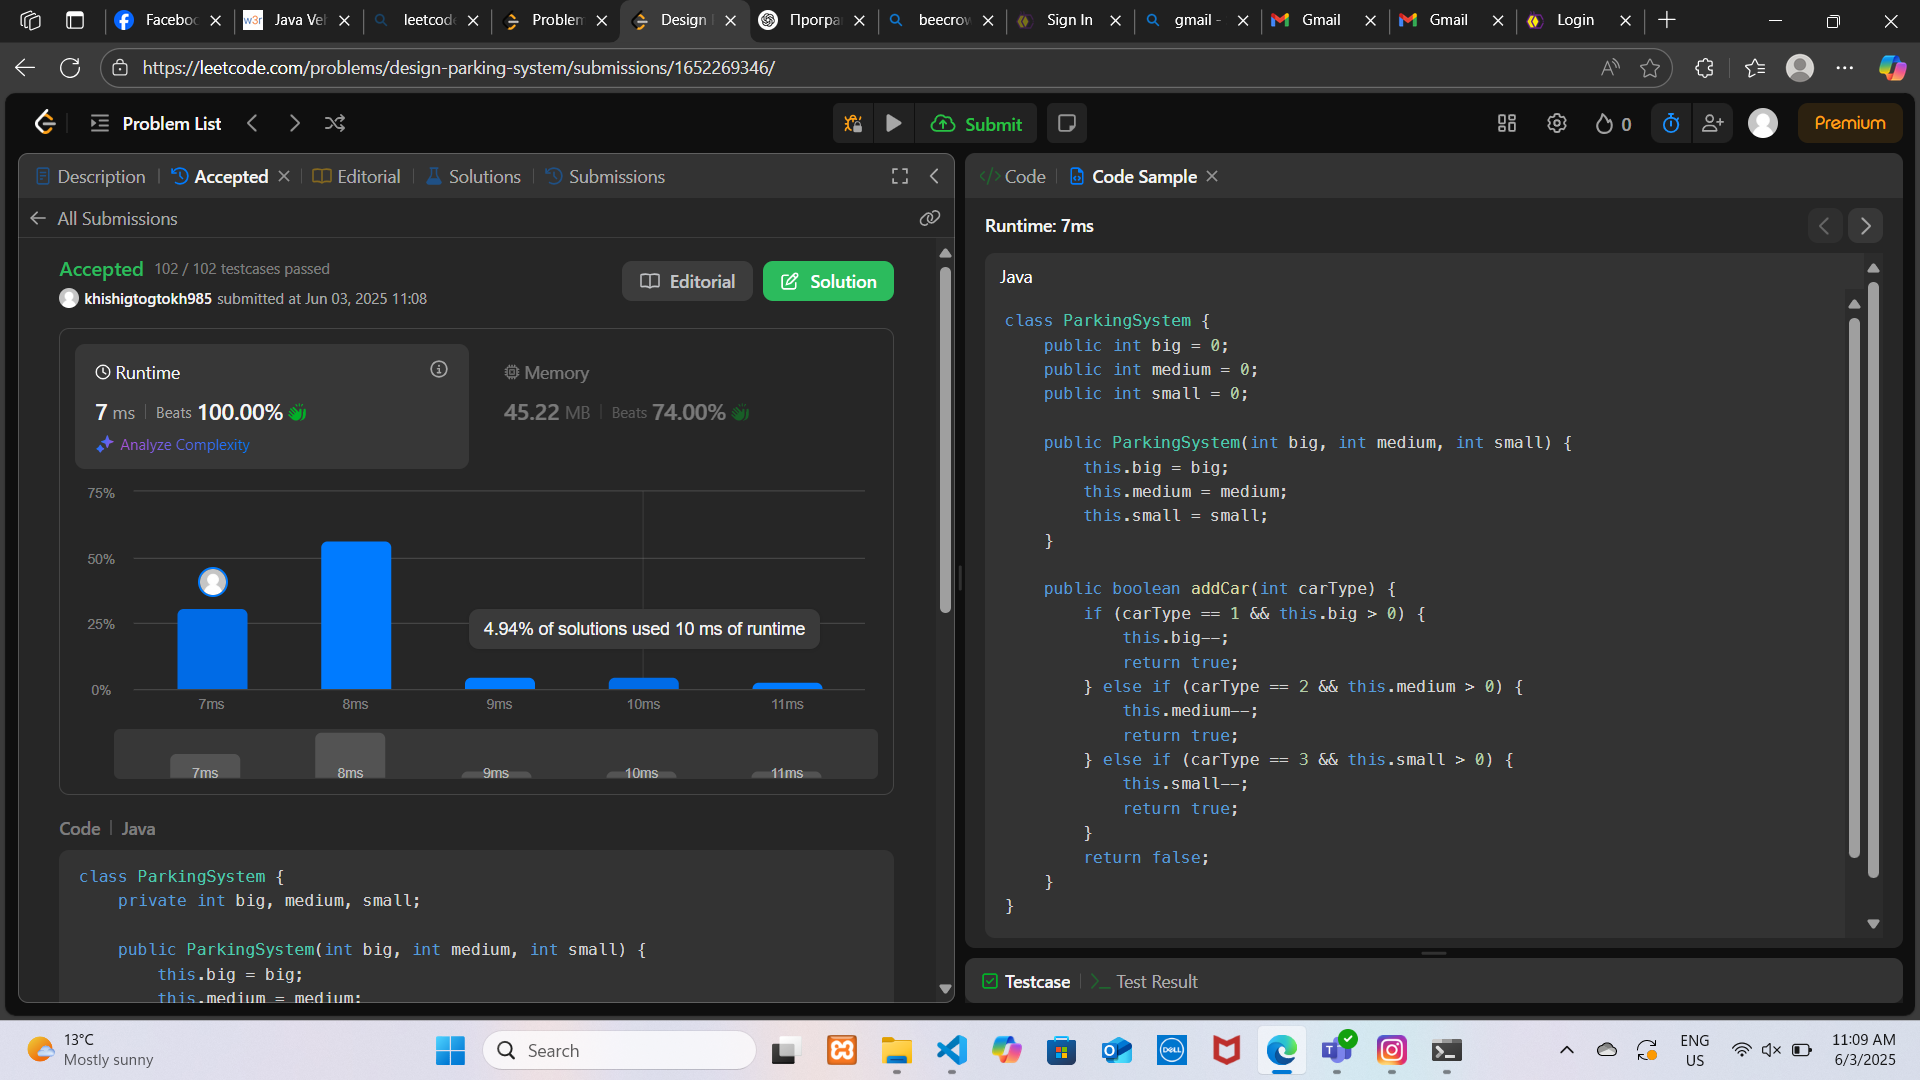 Faceboo
w3r Java Veh
leetcode
Problem
Design
Програ
beecrow
Sign In
gmail -
Gmail
Gmail
Login
https://leetcode.com/problems/design-parking-system/submissions/1652269346/
Problem List
Submit
0
Premium
Description
Accepted
Editorial
Solutions
Submissions
All Submissions
Accepted 102 / 102 testcases passed
khishigtogtokh985 submitted at Jun 03, 2025 11:08
Editorial
Solution
Runtime
7 ms Beats 100.00%
Analyze Complexity
Memory
45.22 MB Beats 74.00%
75%
50%
25%
0%
4.94% of solutions used 10 ms of runtime
7ms 8ms 9ms 10ms 11ms
7ms 8ms 9ms 10ms 11ms
Code Java
class ParkingSystem {
    private int big, medium, small;
    public ParkingSystem(int big, int medium, int small) {
        this.big = big;
        this.medium = medium;
Code
Code Sample
Runtime: 7ms
Java
class ParkingSystem {
    public int big = 0;
    public int medium = 0;
    public int small = 0;
    public ParkingSystem(int big, int medium, int small) {
        this.big = big;
        this.medium = medium;
        this.small = small;
    }
    public boolean addCar(int carType) {
        if (carType == 1 && this.big > 0) {
            this.big--;
            return true;
        } else if (carType == 2 && this.medium > 0) {
            this.medium--;
            return true;
        } else if (carType == 3 && this.small > 0) {
            this.small--;
            return true;
        }
        return false;
    }
}
Testcase
Test Result
13°C
Mostly sunny
Search
DELL
ENG
US
11:09 AM
6/3/2025